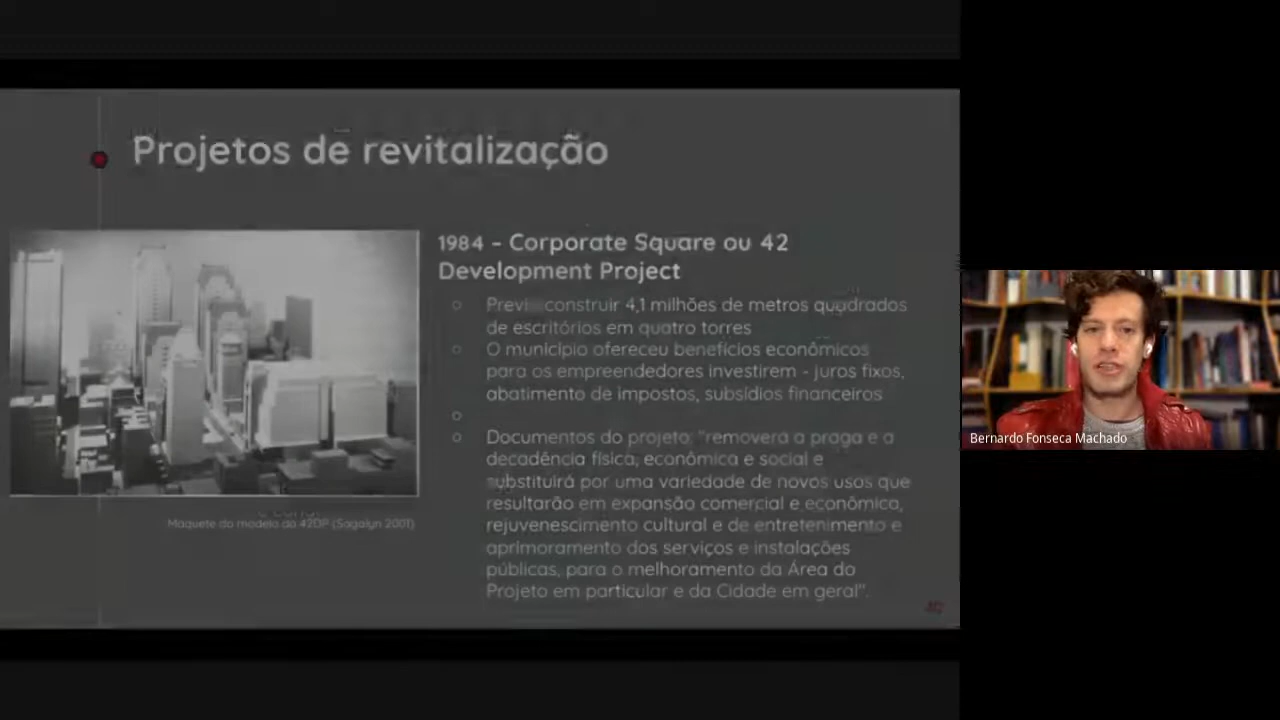 Projetos de revitalização
1984 - Corporate Square ou 42
Development Project
construir 4,1 milhões de metros quadrados
de escritórios em quatro torres
O município ofereceu benefícios econômicos
para os empreendedores investirem - juros fixos,
abatimento de impostos, subsídios financeiros
Documentos do projeto: "removerá a praga e a
decadência física, econômica e social e
substituirá por uma variedade de novos usos que
resultarão em expansão comercial e econômica,
rejuvenescimento cultural e de entretenimento e
aprimoramento dos serviços e instalações
públicas, para o melhoramento da Área do
Projeto em particular e da Cidade em geral".
Maquete do modelo do 42DP (Sagalyn 2001)
Bernardo Fonseca Machado